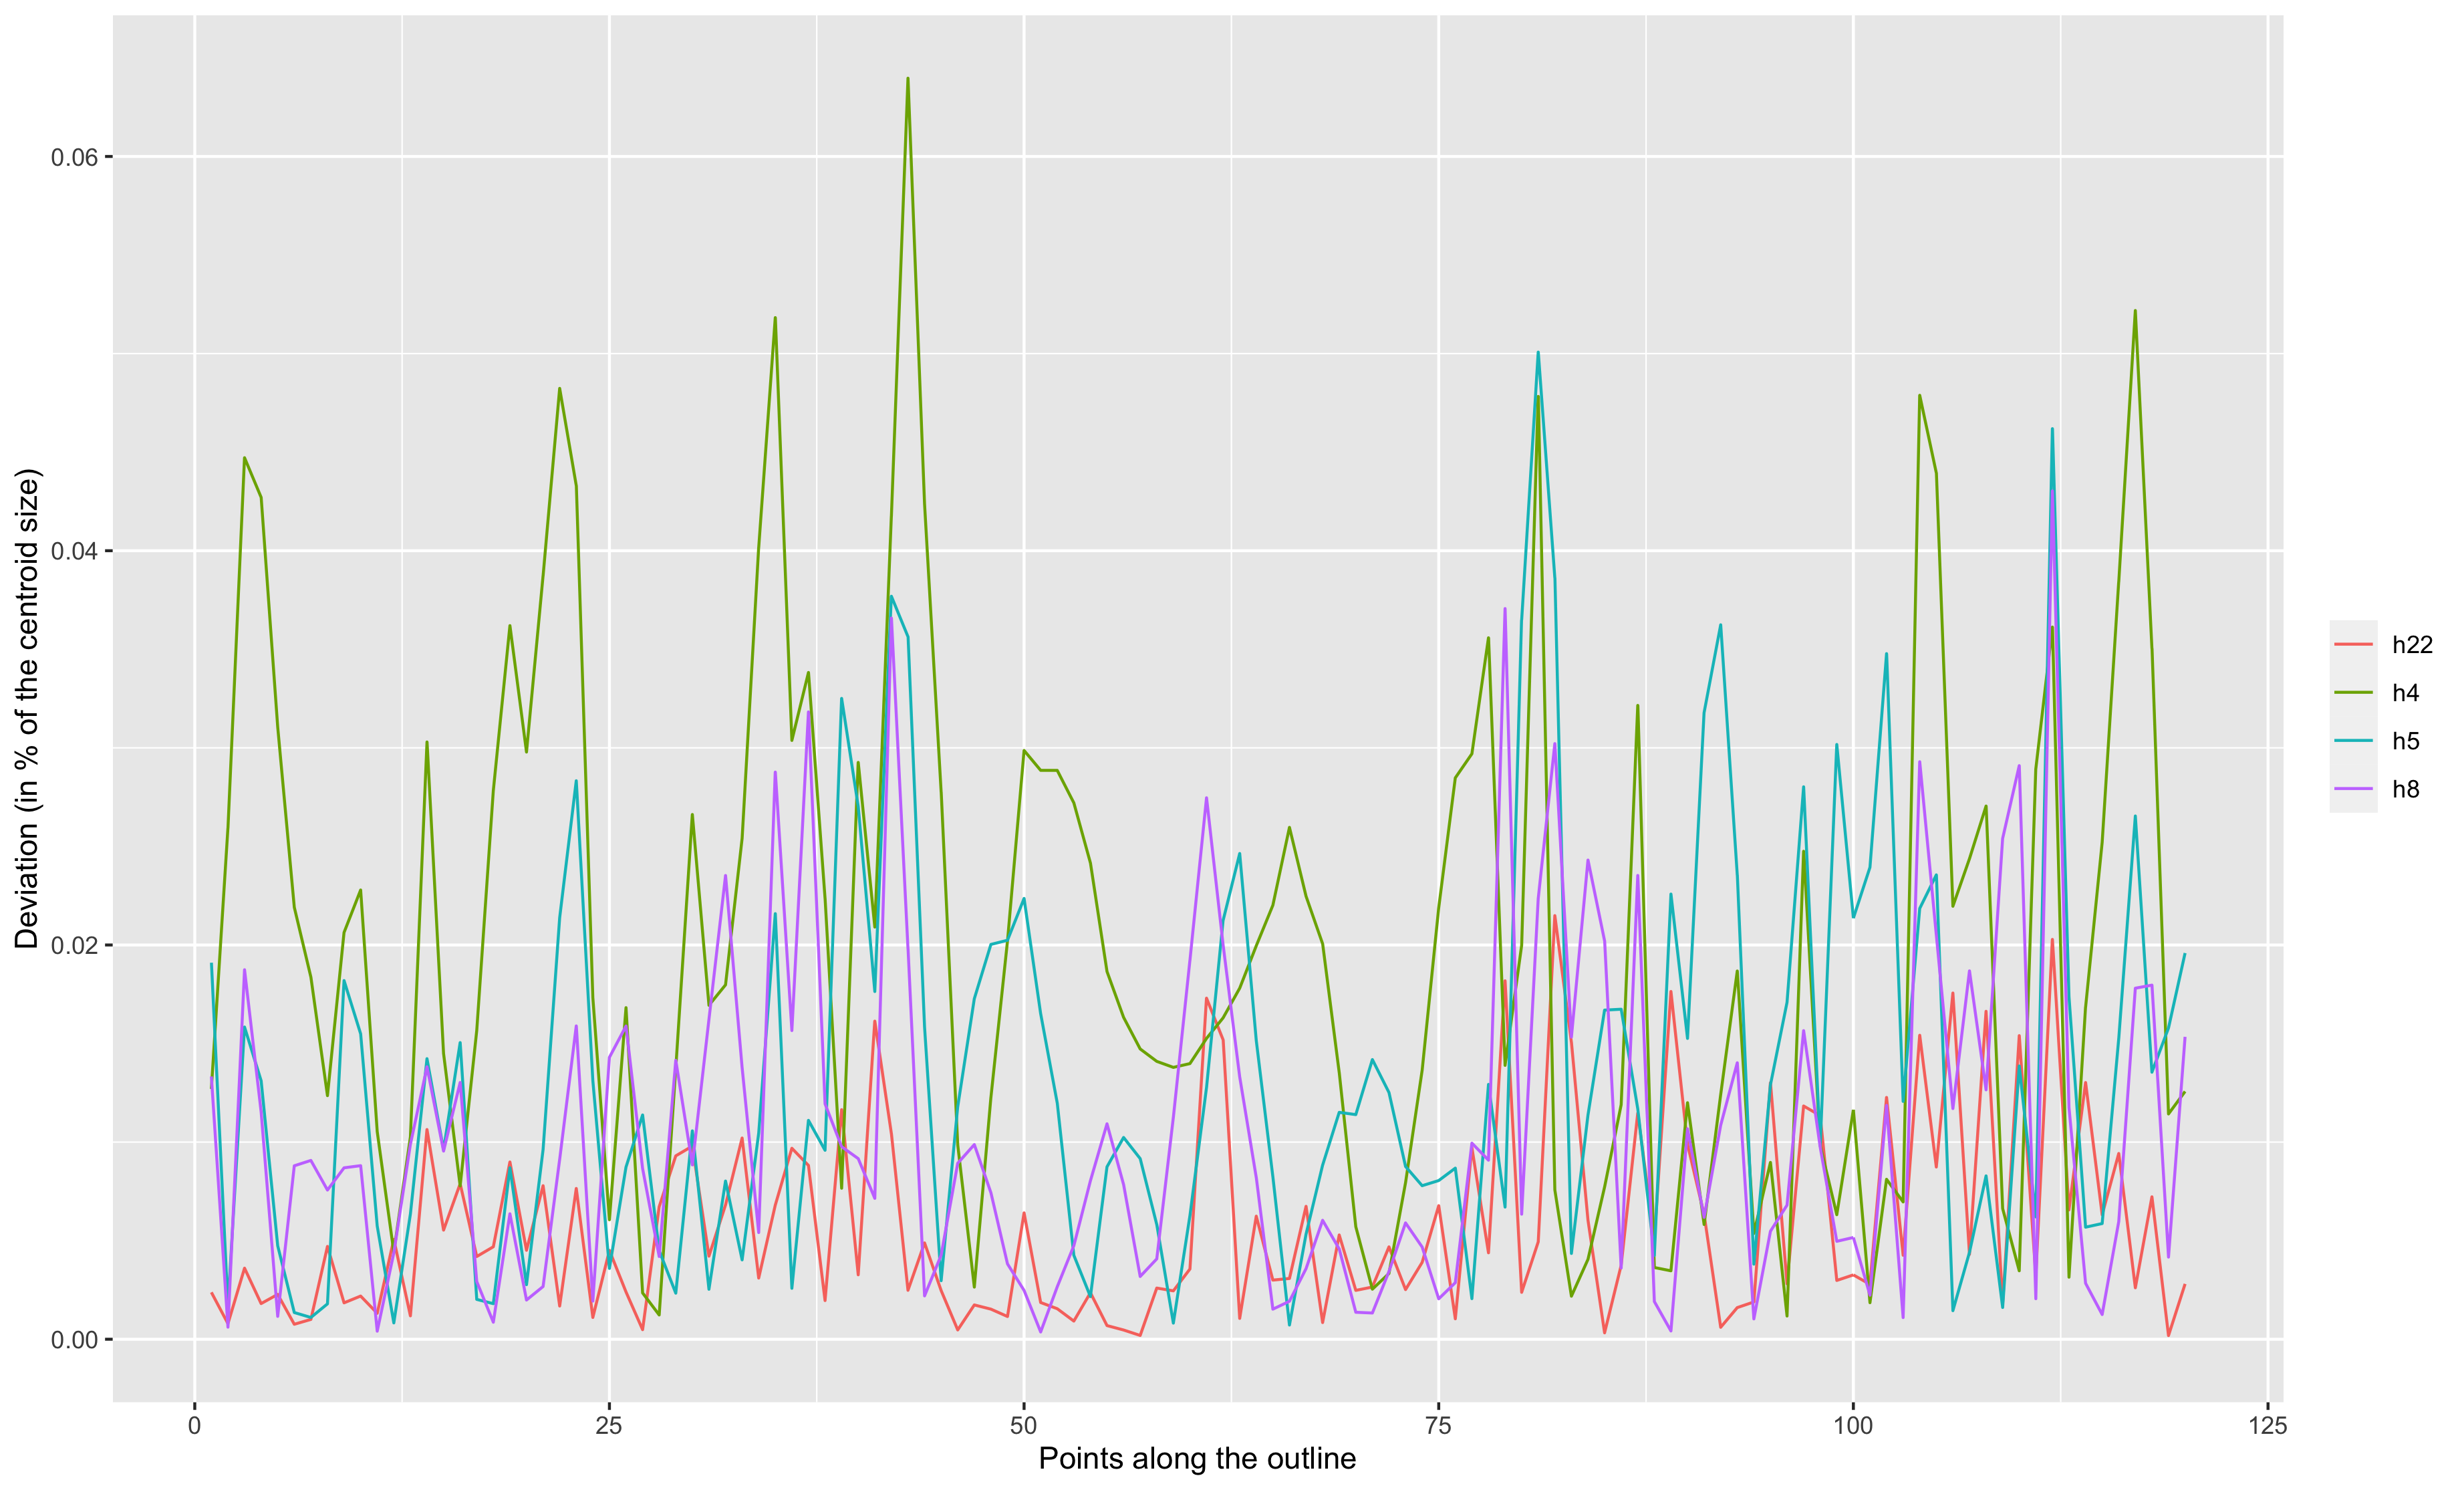 0.06
0.04
0.02
0.00
Deviation (in % of the centroid size)
0 25 50 75 100 125
Points along the outline
h22
h4
h5
h8